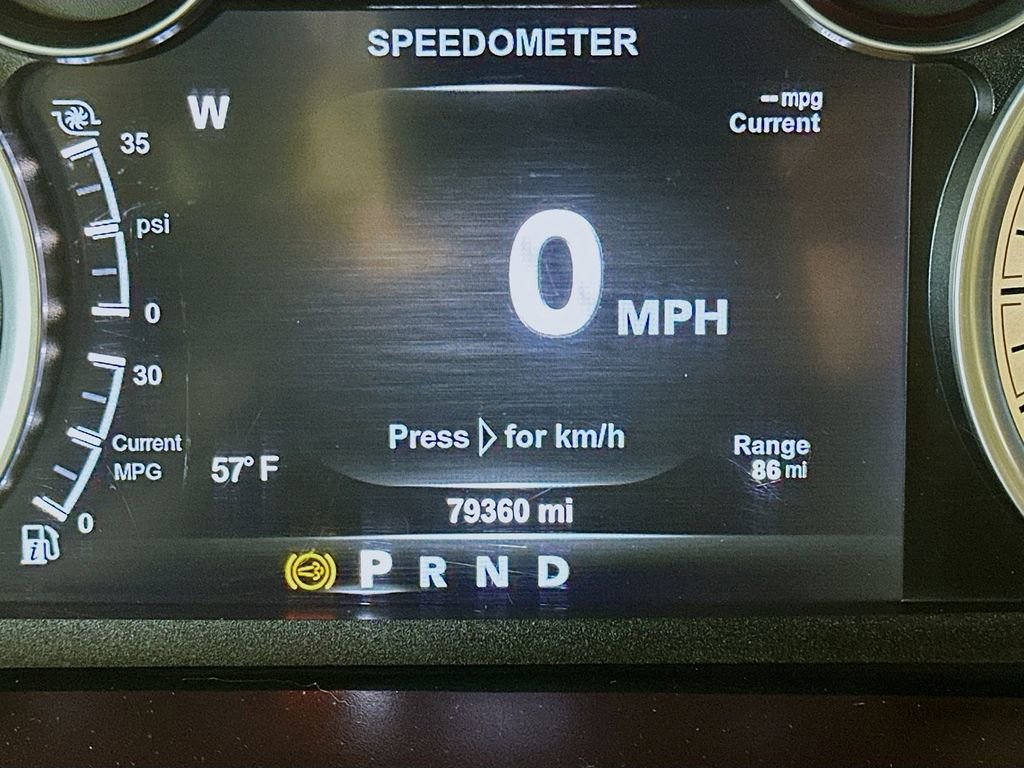 SPEEDOMETER
W
--mpg
Current
35
psi
0
0 MPH
30
Current
MPG
0
57° F
Press ▷ for km/h
Range
86 mi
79360 mi
P R N D